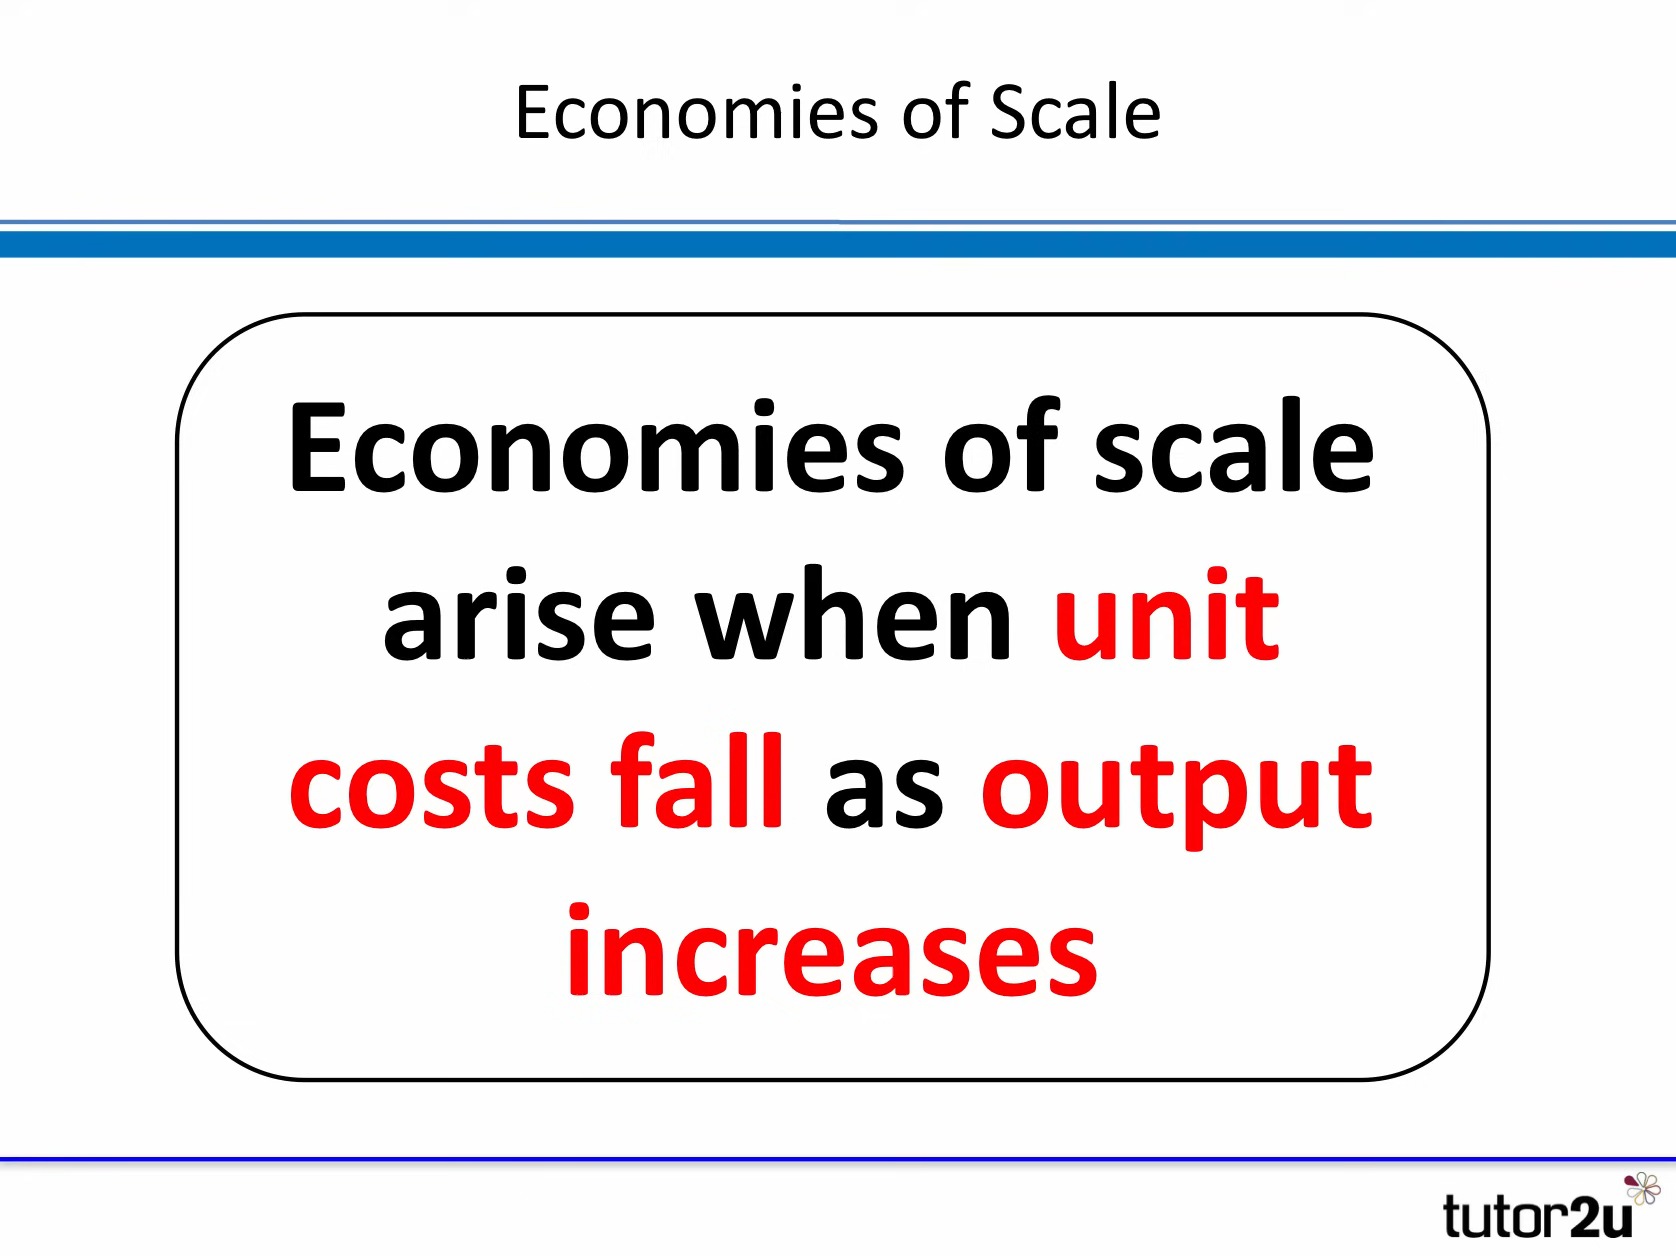 Economies of Scale
Economies of scale
arise when unit
costs fall as output
increases
tutor2u